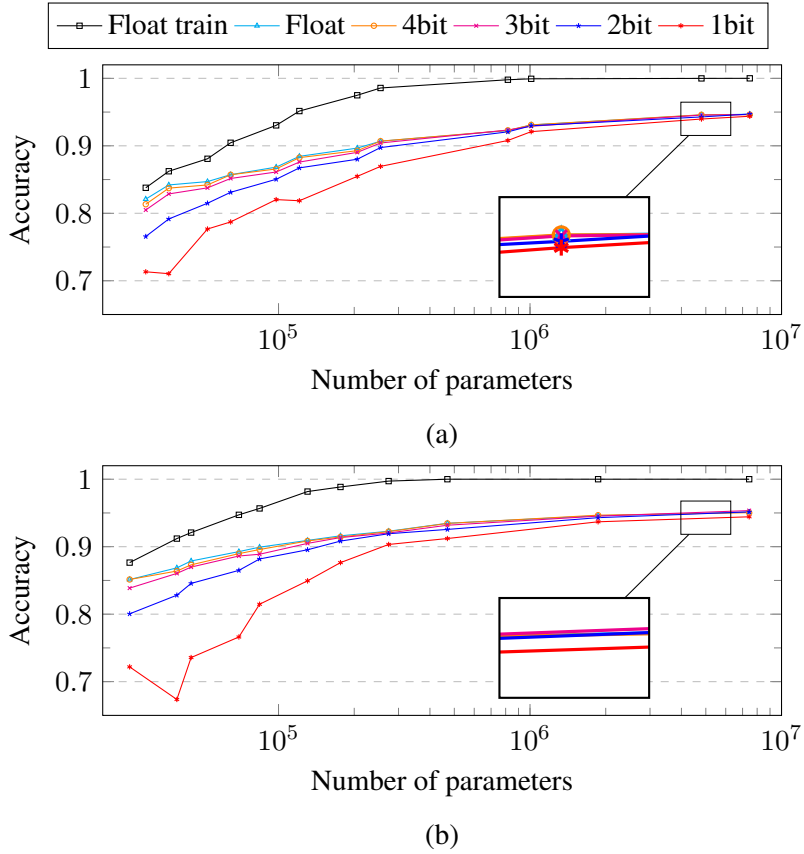 Float train Float 4bit 3bit 2bit 1bit
1
0.9
0.8
0.7
Accuracy
10^5 10^6 10^7
Number of parameters
(a)
1
0.9
0.8
0.7
Accuracy
10^5 10^6 10^7
Number of parameters
(b)